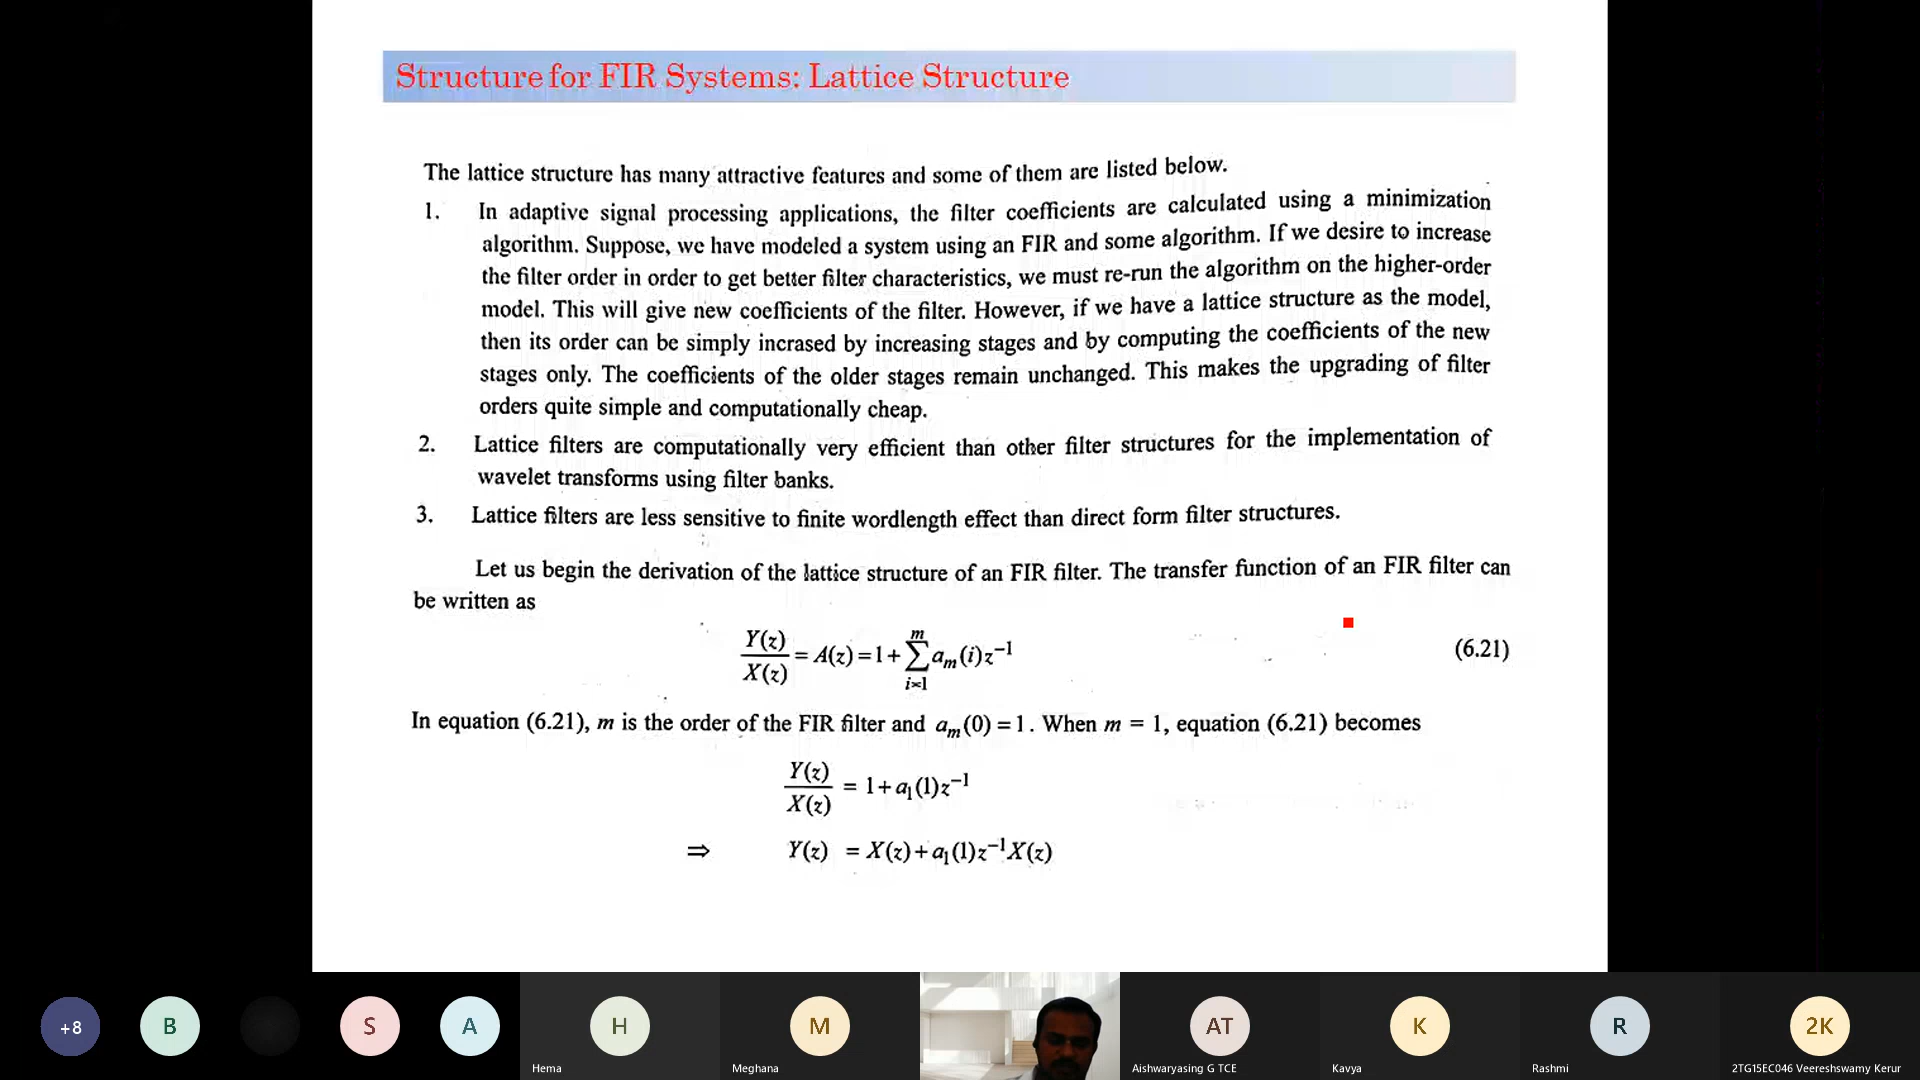 Structure for FIR Systems: Lattice Structure
The lattice structure has many attractive features and some of them are listed below.
1. In adaptive signal processing applications, the filter coefficients are calculated using a minimization
algorithm. Suppose, we have modeled a system using an FIR and some algorithm. If we desire to increase
the filter order in order to get better filter characteristics, we must re-run the algorithm on the higher-order
model. This will give new coefficients of the filter. However, if we have a lattice structure as the model,
then its order can be simply incrased by increasing stages and by computing the coefficients of the new
stages only. The coefficients of the older stages remain unchanged. This makes the upgrading of filter
orders quite simple and computationally cheap.
2. Lattice filters are computationally very efficient than other filter structures for the implementation of
wavelet transforms using filter banks.
3. Lattice filters are less sensitive to finite wordlength effect than direct form filter structures.
Let us begin the derivation of the lattice structure of an FIR filter. The transfer function of an FIR filter can
be written as
Y(z)/X(z) = A(z) = 1 + ∑_{i=1}^{m} a_m(i)z^{-1} (6.21)
In equation (6.21), m is the order of the FIR filter and a_m(0) = 1. When m = 1, equation (6.21) becomes
Y(z)/X(z) = 1 + a_1(1)z^{-1}
⇒ Y(z) = X(z) + a_1(1)z^{-1}X(z)
+8 B S A H M AT K R 2K
Hema Meghana Aishwaryasing G TCE Kavya Rashmi 2TG15EC046 Veereshswamy Kerur